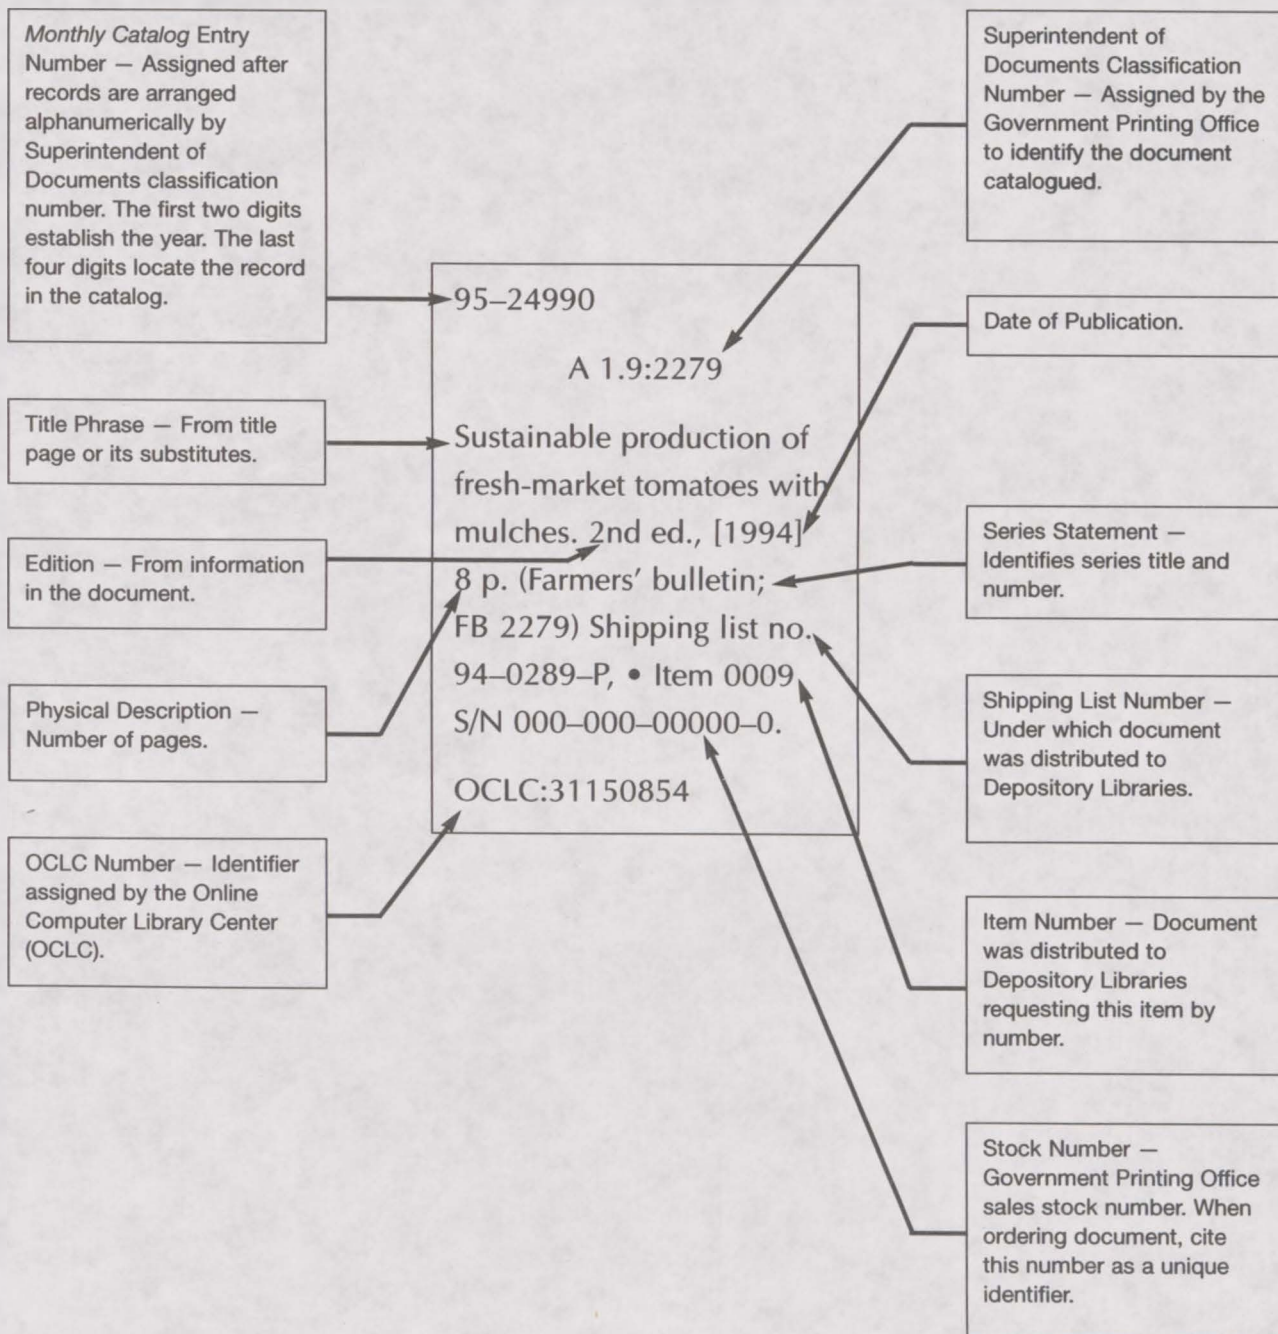 Monthly Catalog Entry
Number — Assigned after
records are arranged
alphanumerically by
Superintendent of
Documents classification
number. The first two digits
establish the year. The last
four digits locate the record
in the catalog.
Title Phrase — From title
page or its substitutes.
Edition — From information
in the document.
Physical Description —
Number of pages.
OCLC Number — Identifier
assigned by the Online
Computer Library Center
(OCLC).
95–24990
A 1.9:2279
Sustainable production of
fresh-market tomatoes with
mulches. 2nd ed., [1994]
8 p. (Farmers’ bulletin;
FB 2279) Shipping list no.
94–0289–P, • Item 0009
S/N 000–000–00000–0.
OCLC:31150854
Superintendent of
Documents Classification
Number — Assigned by the
Government Printing Office
to identify the document
catalogued.
Date of Publication.
Series Statement —
Identifies series title and
number.
Shipping List Number —
Under which document
was distributed to
Depository Libraries.
Item Number — Document
was distributed to
Depository Libraries
requesting this item by
number.
Stock Number —
Government Printing Office
sales stock number. When
ordering document, cite
this number as a unique
identifier.